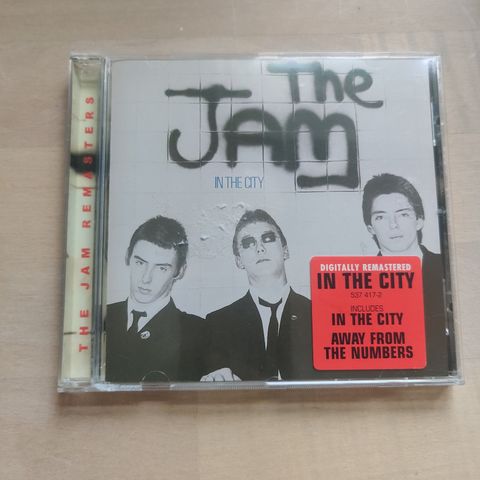 The
JAM
IN THE CITY
THE JAM REMASTERS
DIGITALLY REMASTERED
IN THE CITY
537 417-2
INCLUDES
IN THE CITY
AWAY FROM
THE NUMBERS